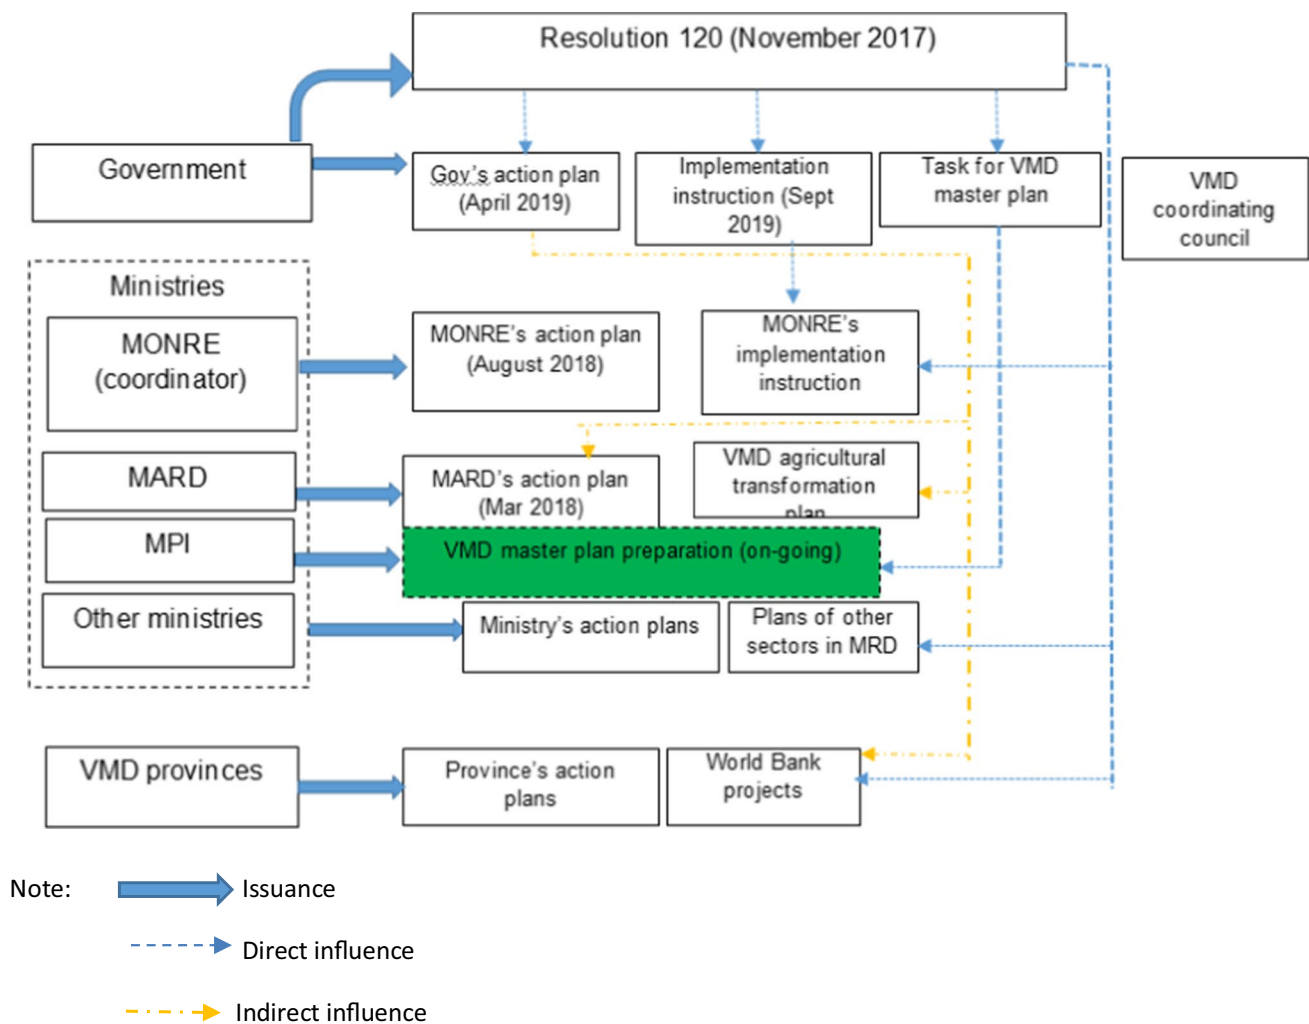 Resolution 120 (November 2017)
Government
Gov's action plan
(April 2019)
Implementation
instruction (Sept
2019)
Task for VMD
master plan
VMD
coordinating
council
Ministries
MONRE
(coordinator)
MONRE's action plan
(August 2018)
MONRE's
implementation
instruction
MARD
MARD's action plan
(Mar 2018)
VMD agricultural
transformation
plan
MPI
VMD master plan preparation (on-going)
Other ministries
Ministry's action plans
Plans of other
sectors in MRD
VMD provinces
Province's action
plans
World Bank
projects
Note:
Issuance
Direct influence
Indirect influence